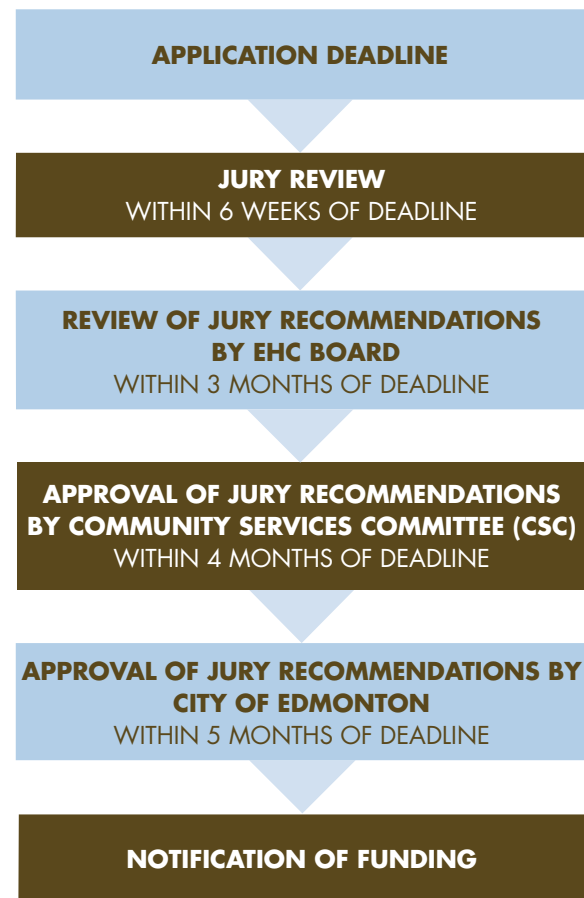 APPLICATION DEADLINE
JURY REVIEW
WITHIN 6 WEEKS OF DEADLINE
REVIEW OF JURY RECOMMENDATIONS
BY EHC BOARD
WITHIN 3 MONTHS OF DEADLINE
APPROVAL OF JURY RECOMMENDATIONS
BY COMMUNITY SERVICES COMMITTEE (CSC)
WITHIN 4 MONTHS OF DEADLINE
APPROVAL OF JURY RECOMMENDATIONS BY
CITY OF EDMONTON
WITHIN 5 MONTHS OF DEADLINE
NOTIFICATION OF FUNDING